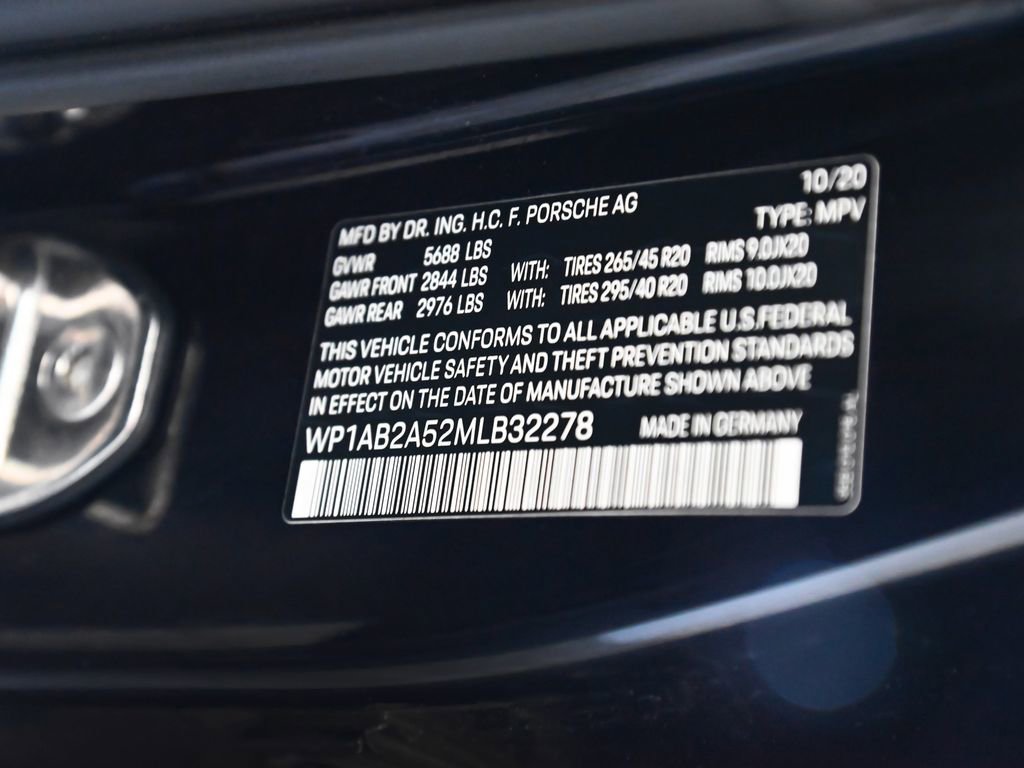 10/20
MFD BY DR. ING. H.C. F. PORSCHE AG TYPE: MPV
GVWR 5688 LBS
GAWR FRONT 2844 LBS WITH: TIRES 265/45 R20 RIMS 9.0JX20
GAWR REAR 2976 LBS WITH: TIRES 295/40 R20 RIMS 10.0JX20
THIS VEHICLE CONFORMS TO ALL APPLICABLE U.S.FEDERAL
MOTOR VEHICLE SAFETY AND THEFT PREVENTION STANDARDS
IN EFFECT ON THE DATE OF MANUFACTURE SHOWN ABOVE
WP1AB2A52MLB32278 MADE IN GERMANY